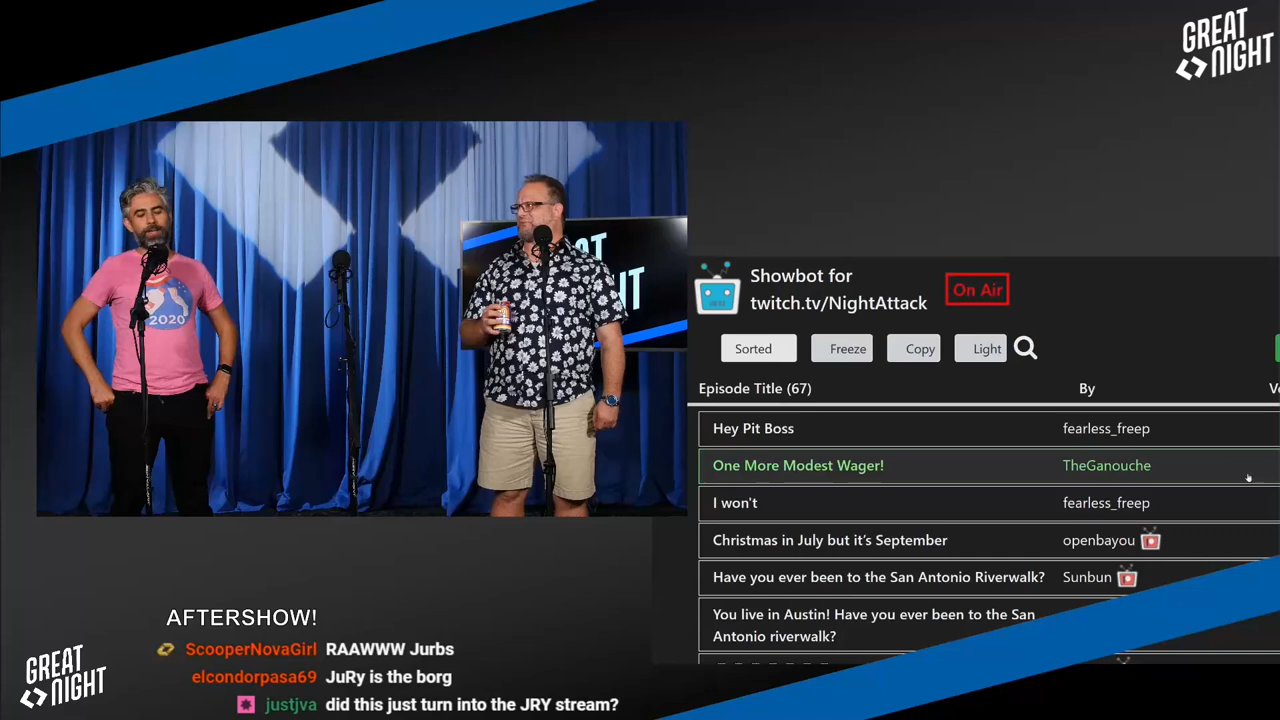 GREAT
NIGHT
2020
Showbot for
twitch.tv/NightAttack
On Air
Sorted
Freeze
Copy
Light
Episode Title (67)
By
Hey Pit Boss
fearless_freep
One More Modest Wager!
TheGanouche
I won't
fearless_freep
Christmas in July but it's September
openbayou
Have you ever been to the San Antonio Riverwalk?
Sunbun
You live in Austin! Have you ever been to the San
Antonio riverwalk?
AFTERSHOW!
ScooperNovaGirl RAAWWW Jurbs
elcondorpasa69 JuRy is the borg
justjva did this just turn into the JRY stream?
GREAT
NIGHT